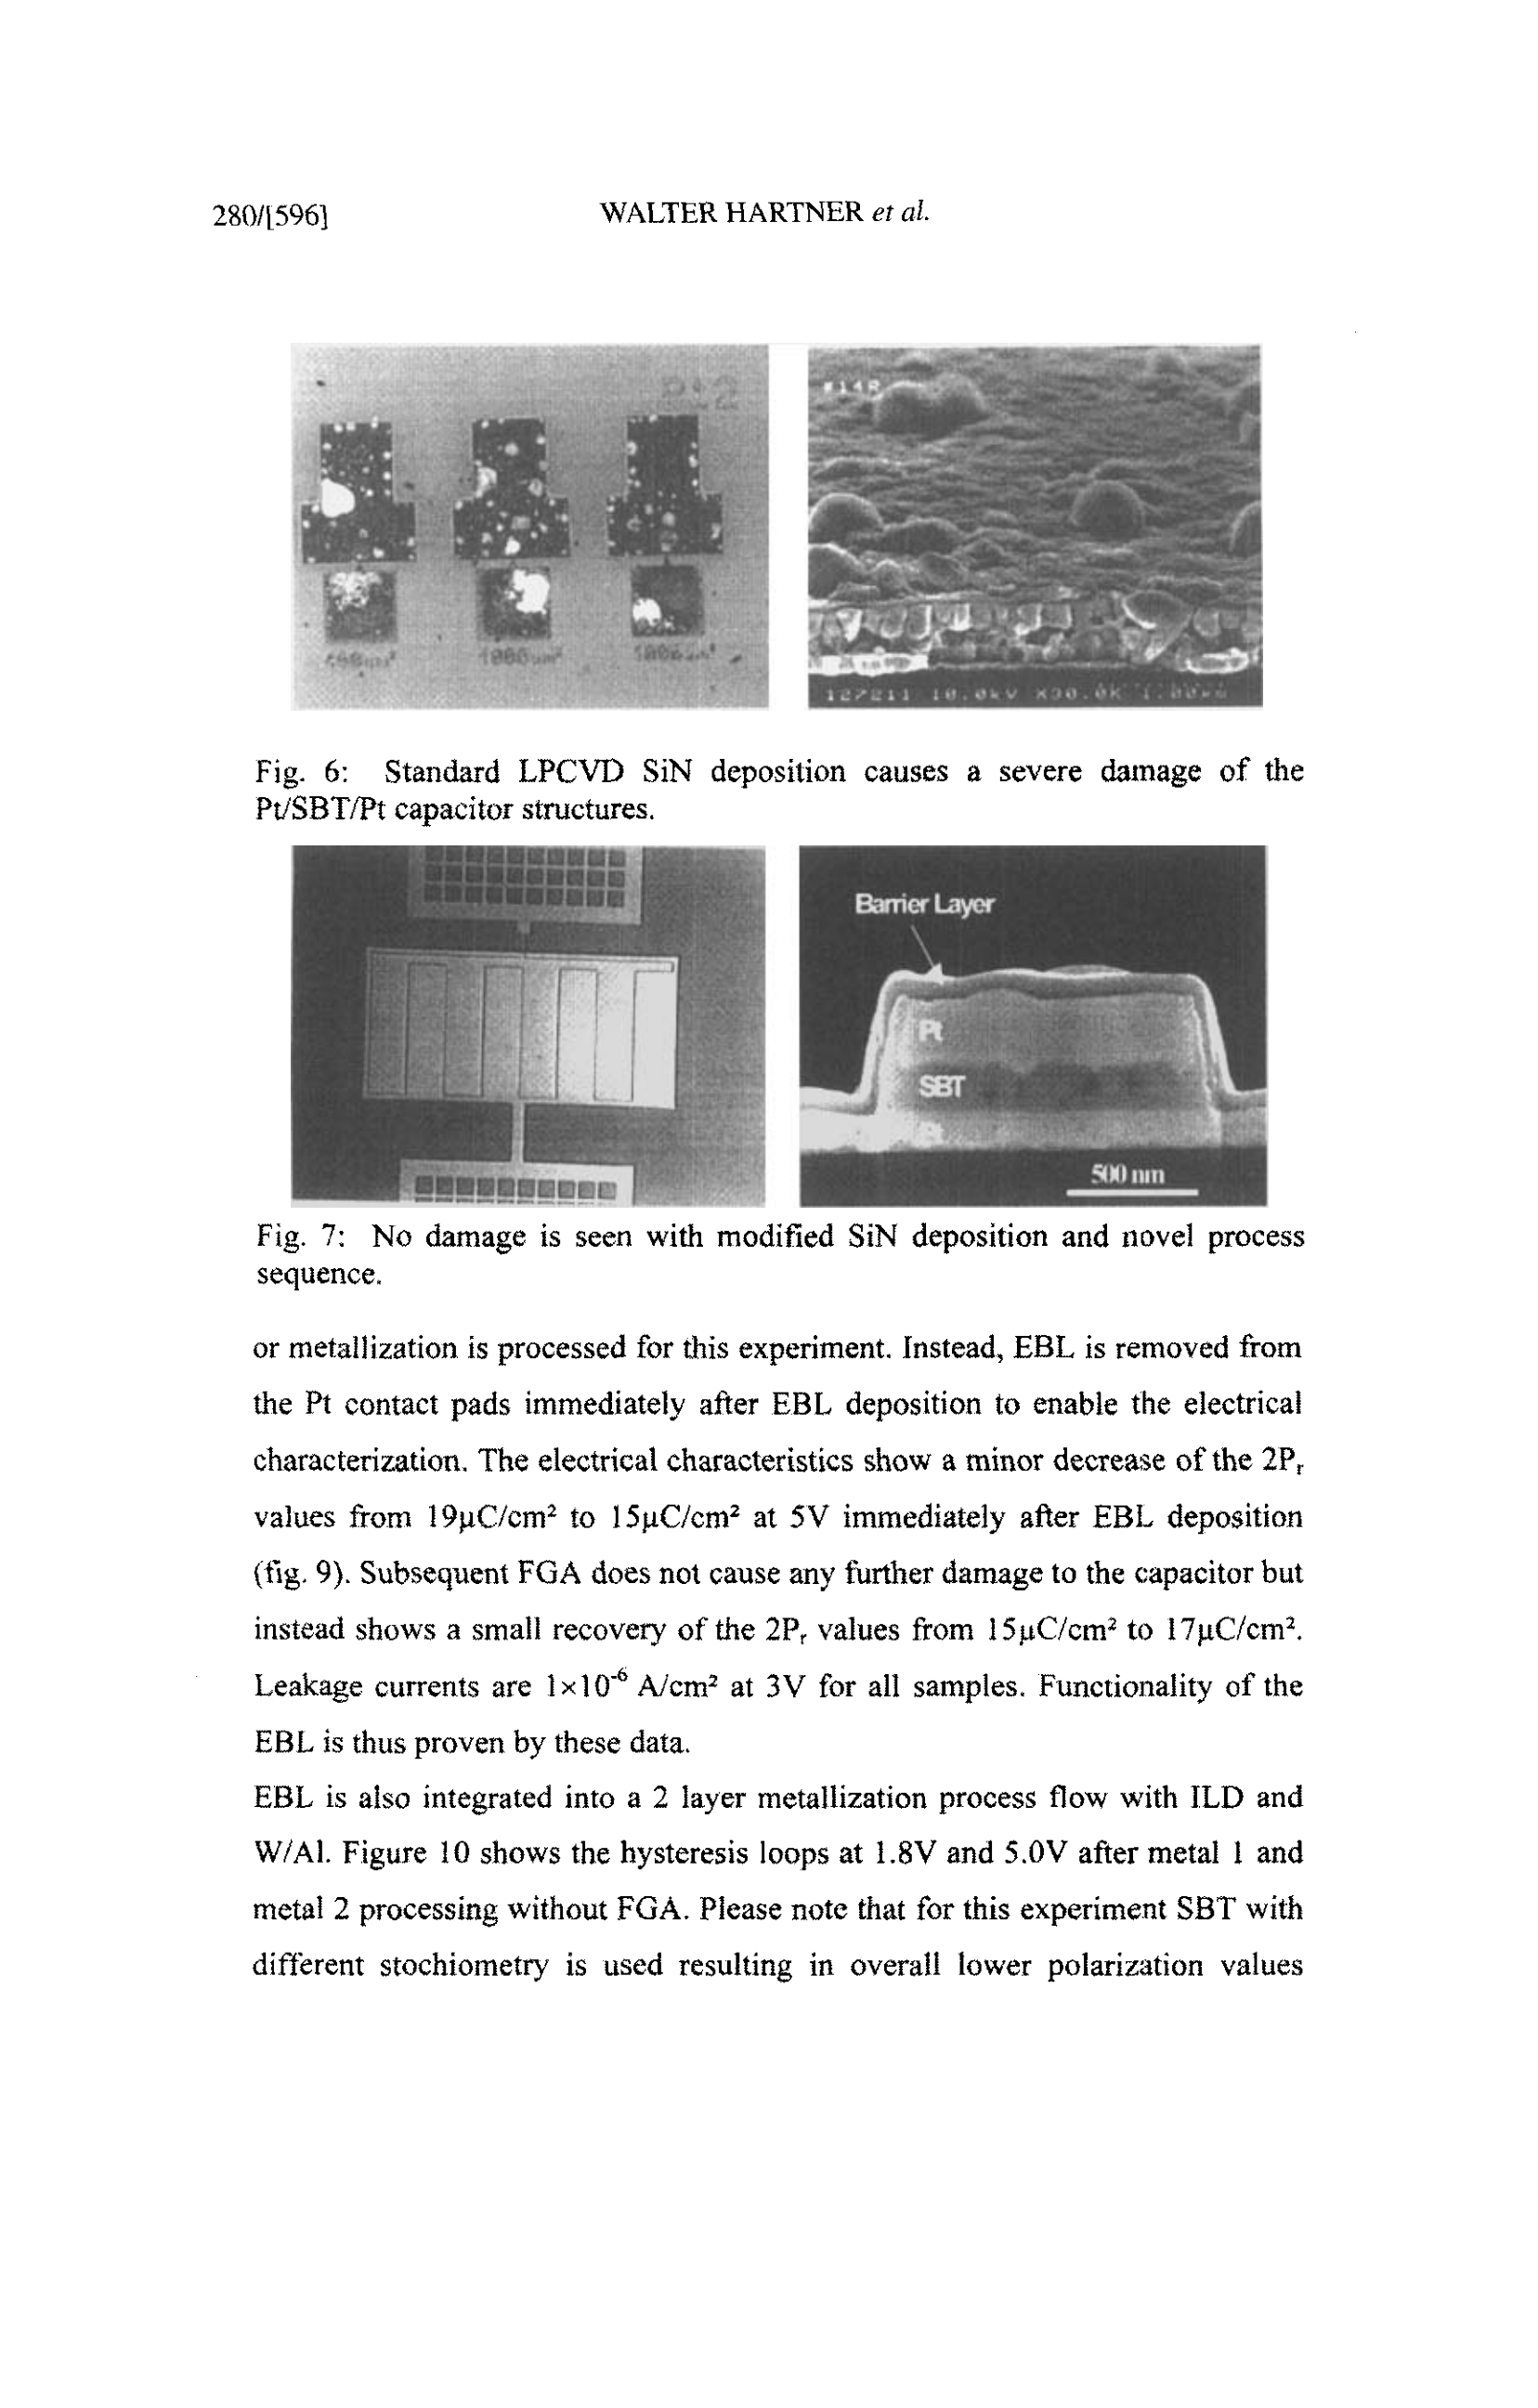 280/[596]
WALTER HARTNER et al.
Pt2
#14R
1000µm²
127211 10.0kV X30.0K 1.00µm
Fig. 6: Standard LPCVD SiN deposition causes a severe damage of the
Pt/SBT/Pt capacitor structures.
Barrier Layer
Pt
SBT
Pt
500 nm
Fig. 7: No damage is seen with modified SiN deposition and novel process
sequence.
or metallization is processed for this experiment. Instead, EBL is removed from
the Pt contact pads immediately after EBL deposition to enable the electrical
characterization. The electrical characteristics show a minor decrease of the 2Pᵣ
values from 19µC/cm² to 15µC/cm² at 5V immediately after EBL deposition
(fig. 9). Subsequent FGA does not cause any further damage to the capacitor but
instead shows a small recovery of the 2Pᵣ values from 15µC/cm² to 17µC/cm².
Leakage currents are 1x10⁻⁶ A/cm² at 3V for all samples. Functionality of the
EBL is thus proven by these data.
EBL is also integrated into a 2 layer metallization process flow with ILD and
W/Al. Figure 10 shows the hysteresis loops at 1.8V and 5.0V after metal 1 and
metal 2 processing without FGA. Please note that for this experiment SBT with
different stochiometry is used resulting in overall lower polarization values